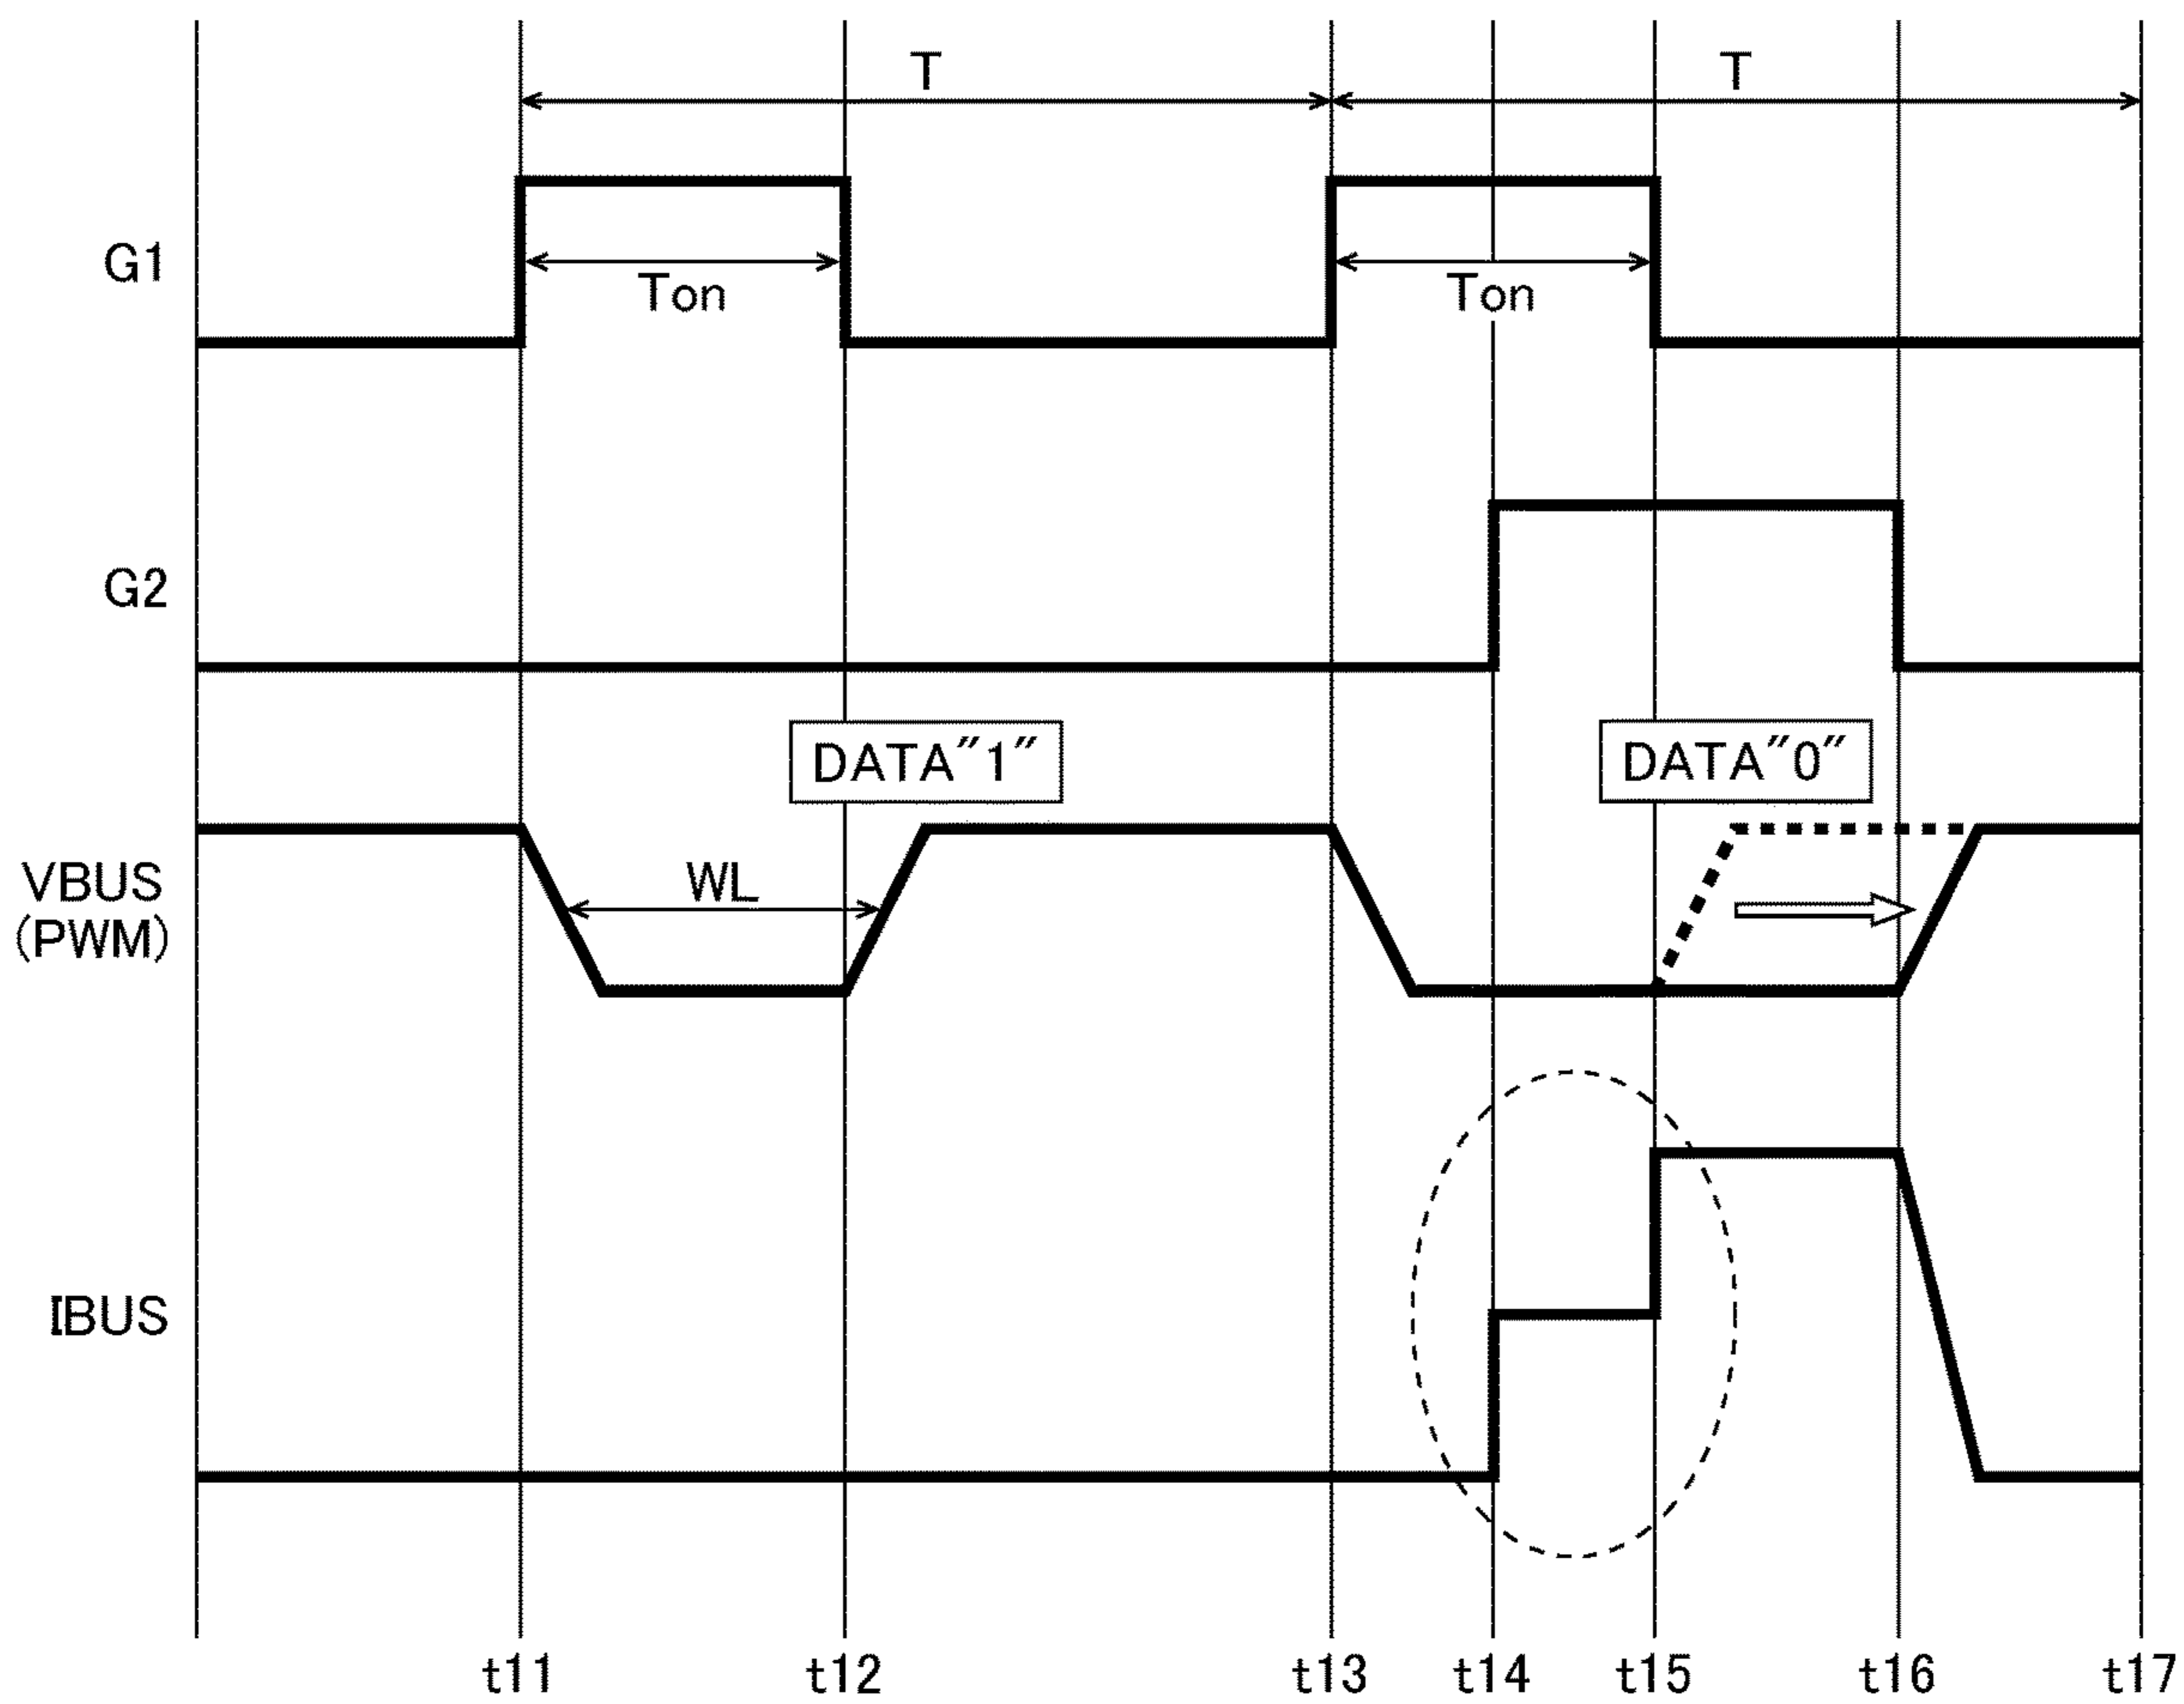 T T
G1
Ton Ton
G2
DATA"1" DATA"0"
VBUS
(PWM)
WL
IBUS
t11 t12 t13 t14 t15 t16 t17